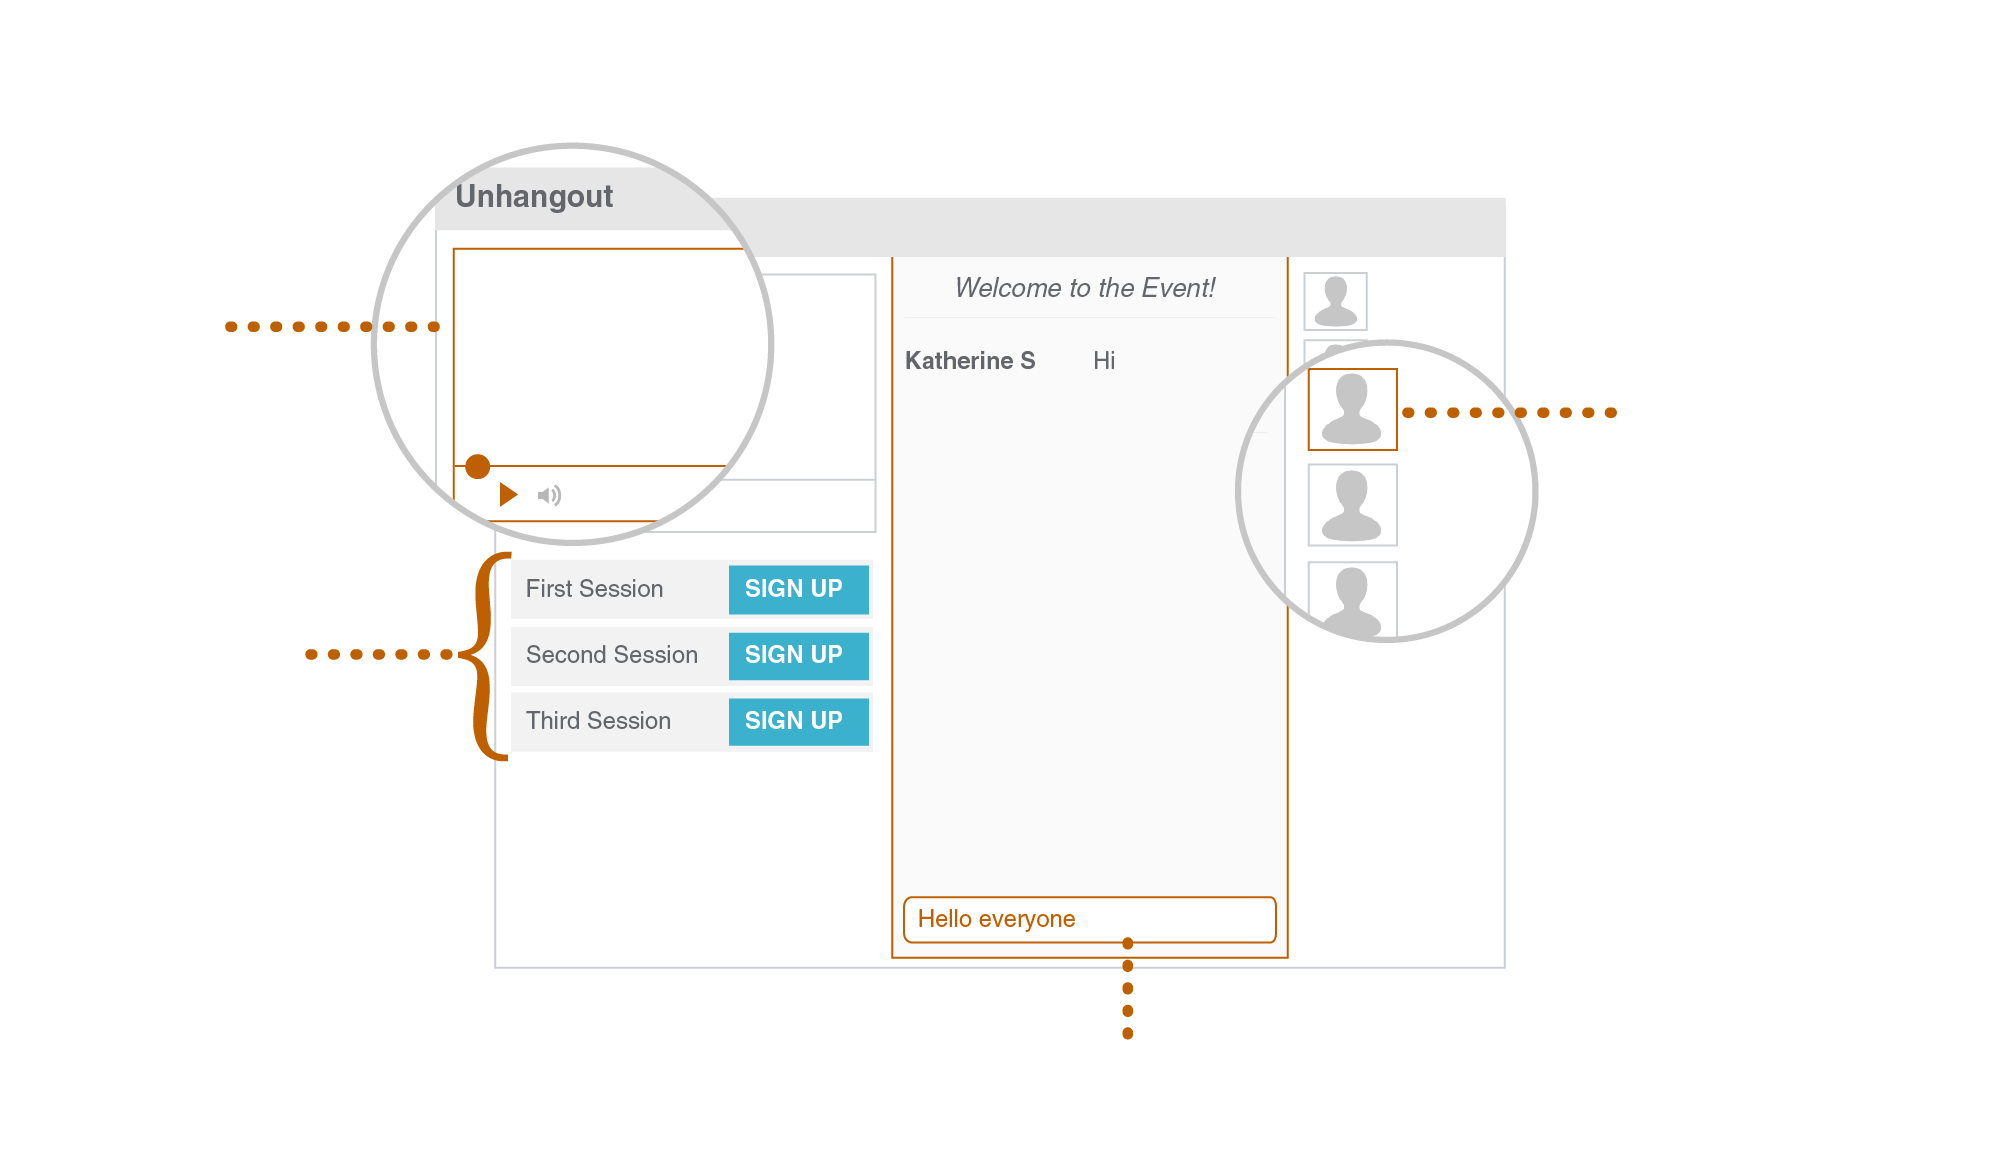 Unhangout
Welcome to the Event!
Katherine S Hi
First Session SIGN UP
Second Session SIGN UP
Third Session SIGN UP
Hello everyone